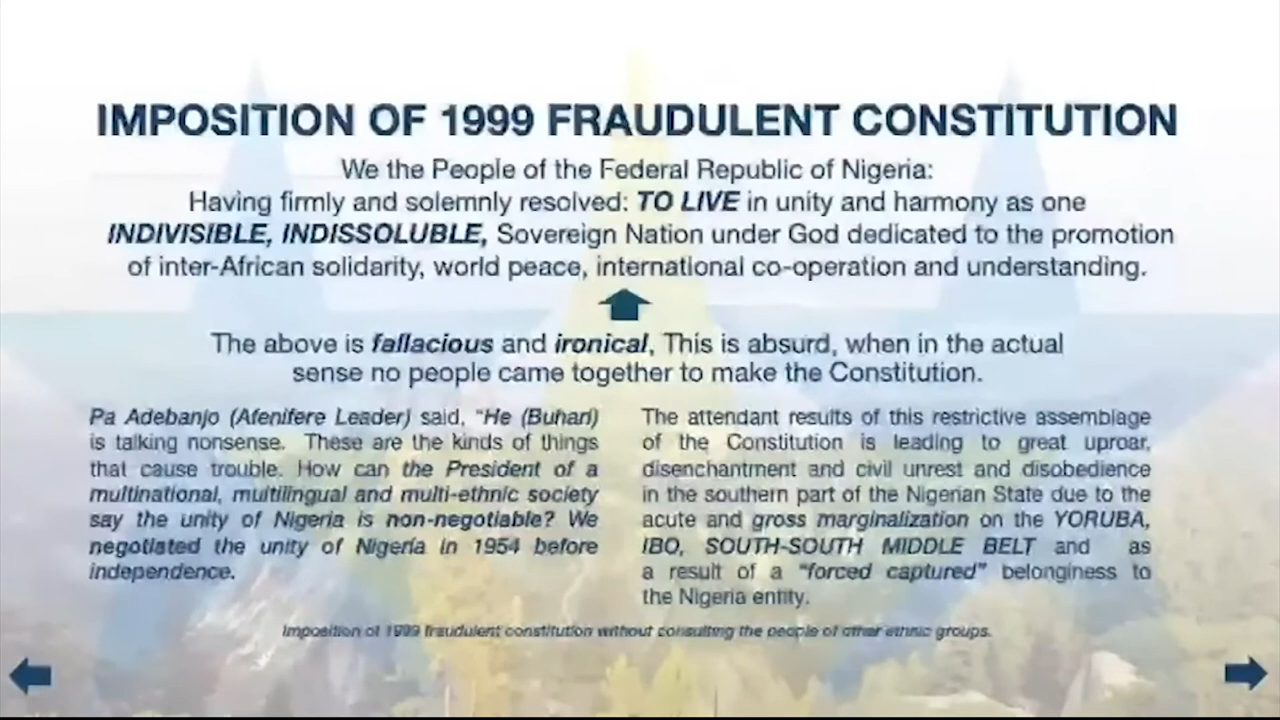 IMPOSITION OF 1999 FRAUDULENT CONSTITUTION
We the People of the Federal Republic of Nigeria:
Having firmly and solemnly resolved: TO LIVE in unity and harmony as one
INDIVISIBLE, INDISSOLUBLE, Sovereign Nation under God dedicated to the promotion
of inter-African solidarity, world peace, international co-operation and understanding.
The above is fallacious and ironical, This is absurd, when in the actual
sense no people came together to make the Constitution.
Pa Adebanjo (Afenifere Leader) said, “He (Buhari)
is talking nonsense. These are the kinds of things
that cause trouble. How can the President of a
multinational, multilingual and multi-ethnic society
say the unity of Nigeria is non-negotiable? We
negotiated the unity of Nigeria in 1954 before
independence.
The attendant results of this restrictive assemblage
of the Constitution is leading to great uproar,
disenchantment and civil unrest and disobedience
in the southern part of the Nigerian State due to the
acute and gross marginalization on the YORUBA,
IBO, SOUTH-SOUTH MIDDLE BELT and as
a result of a “forced captured” belonginess to
the Nigeria entity.
Imposition of 1999 fraudulent constitution without consulting the people of other ethnic groups.